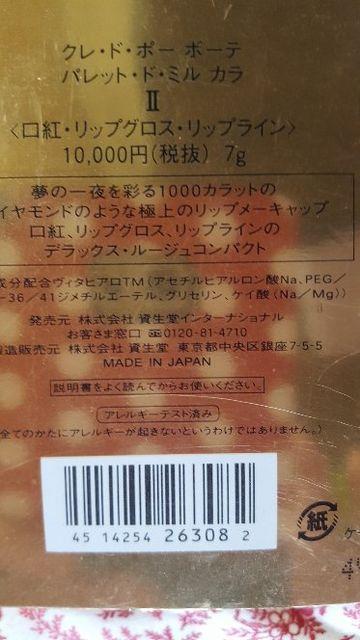 クレ・ド・ポー ボーテ
パレット・ド・ミル カラ
II
〈口紅・リップグロス・リップライン〉
10,000円(税抜) 7g
夢の一夜を彩る1000カラットの
イヤモンドのような極上のリップメーキャップ
口紅、リップグロス、リップラインの
デラックス・ルージュコンパクト
成分配合ヴィタヒアロTM(アセチルヒアルロン酸Na、PEG/
-36/41ジメチルエーテル、グリセリン、ケイ酸(Na/Mg))
発売元 株式会社 資生堂インターナショナル
お客さま窓口 0120-81-4710
製造販売元 株式会社 資生堂 東京都中央区銀座7-5-5
MADE IN JAPAN
説明書をよく読んでからお使いください。
アレルギーテスト済み
全てのかたにアレルギーが起きないというわけではありません。)
紙
ケー
45 14254 26308 2